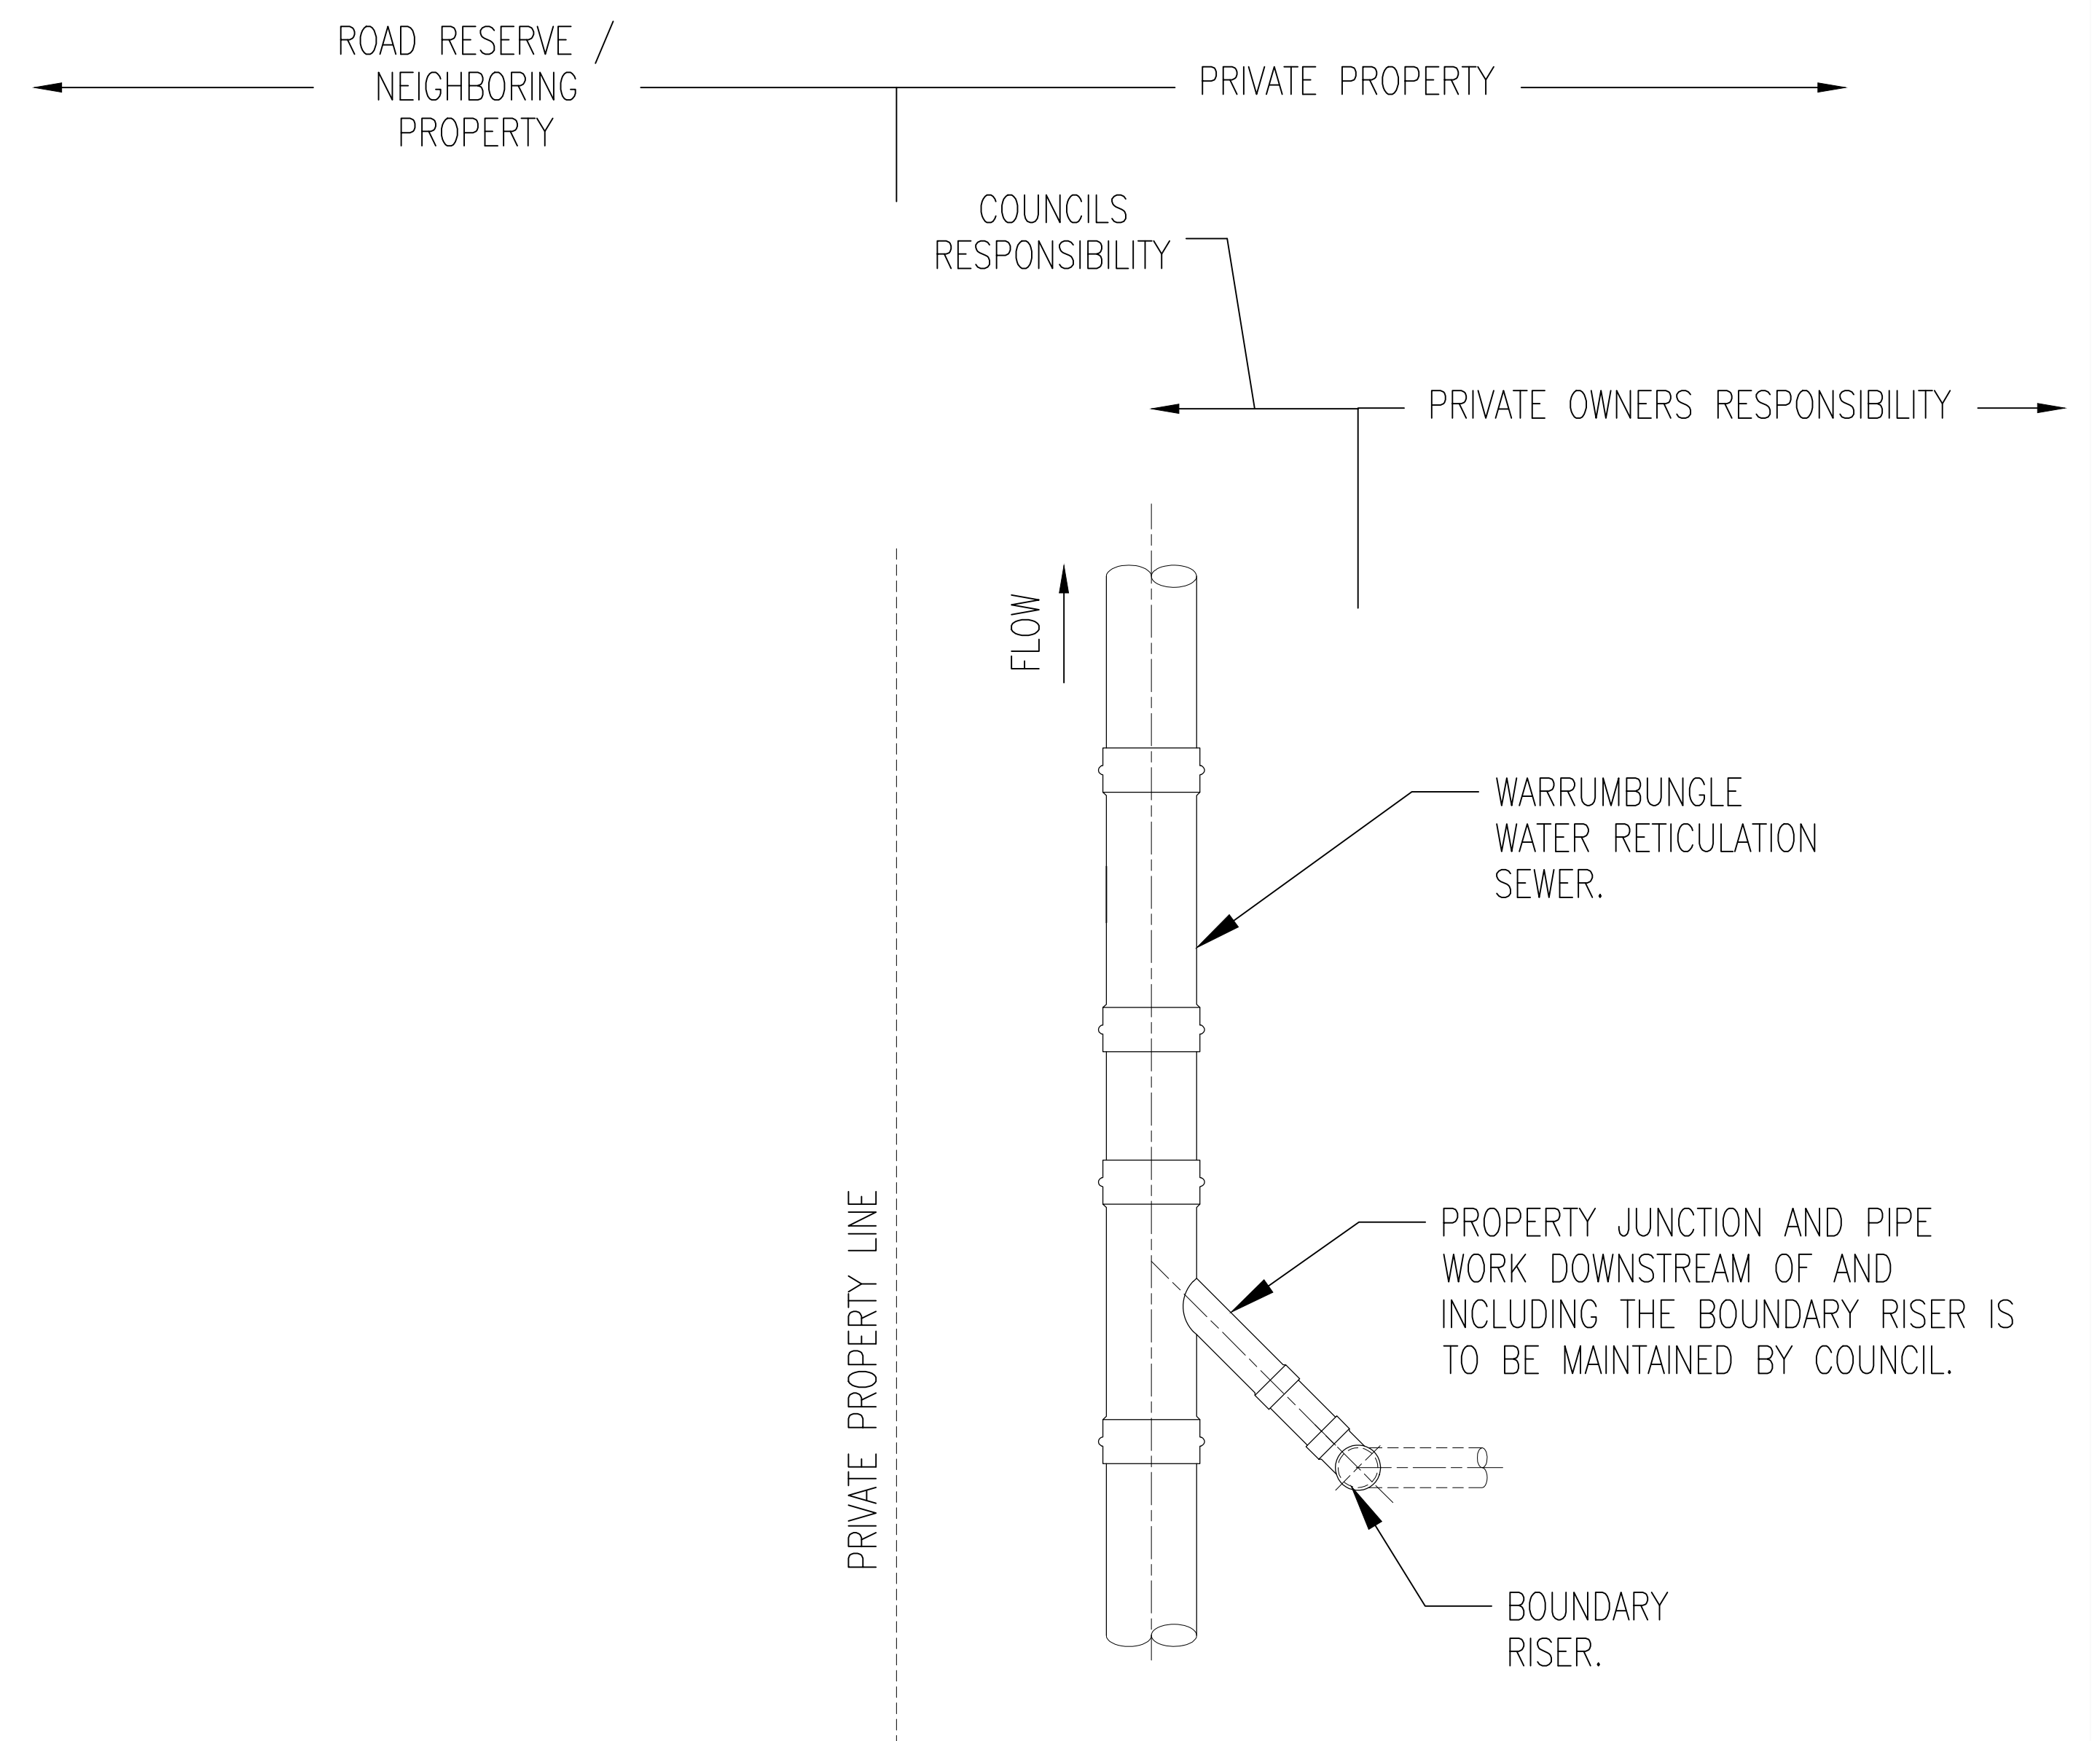 ROAD RESERVE /
NEIGHBORING
PROPERTY
PRIVATE PROPERTY
COUNCILS
RESPONSIBILITY
PRIVATE OWNERS RESPONSIBILITY
FLOW
WARRUMBUNGLE
WATER RETICULATION
SEWER.
PRIVATE PROPERTY LINE
PROPERTY JUNCTION AND PIPE
WORK DOWNSTREAM OF AND
INCLUDING THE BOUNDARY RISER IS
TO BE MAINTAINED BY COUNCIL.
BOUNDARY
RISER.